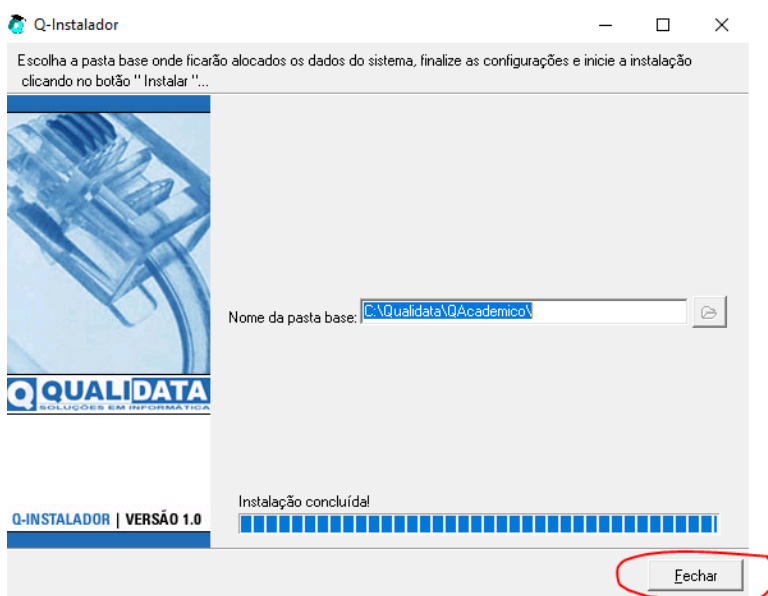 Q-Instalador
Escolha a pasta base onde ficarão alocados os dados do sistema, finalize as configurações e inicie a instalação
clicando no botão " Instalar "...
Nome da pasta base: C:\Qualidata\QAcademico\
Q QUALIDATA
SOLUÇÕES EM INFORMÁTICA
Instalação concluída!
Q-INSTALADOR | VERSÃO 1.0
Fechar